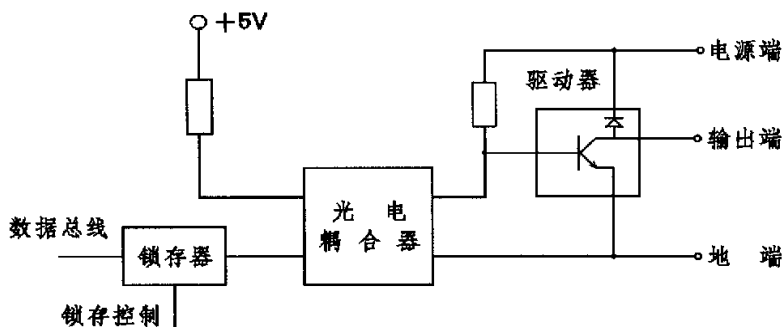 +5V
电源端
驱动器
输出端
光 电
耦 合 器
数据总线
锁存器
地 端
锁存控制